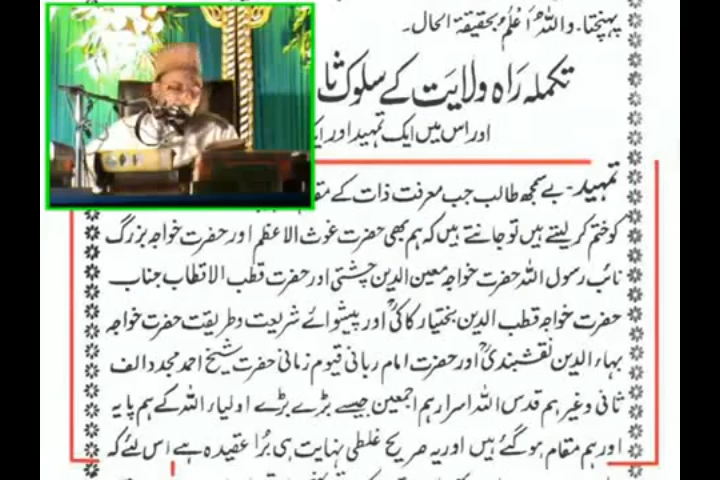 پہنچتا۔ واللہ اَعْلَمُ بحقیقۃ الحال۔
تکملہ رَاہ ولایَت کے سلوک ثا
اور اس میں ایک تمہید اور ایک
تمہید۔ بے سمجھ طالب جب معرفت ذات کے
کو ختم کر لیتے ہیں تو جانتے ہیں کہ ہم بھی حضرت غوث الاعظم اور حضرت خواجہ بزرگ
نائب رسول اللہ حضرت خواجہ معین الدین چشتی اور حضرت قطب الاقطاب جناب
حضرت خواجہ قطب الدین بختیار کاکیؒ اور پیشوائے شریعت و طریقت حضرت خواجہ
بہاء الدین نقشبندیؒ اور حضرت امام ربانی قیوم زمانی حضرت شیخ احمد مجدد الف
ثانی وغیرہم قدس اللہ اسرارہم اجمعین جیسے بڑے بڑے اولیاء اللہ کے ہم پایہ
اور ہم مقام ہو گئے ہیں اور یہ صریح غلطی نہایت ہی بُرا عقیدہ ہے اس لئے کہ